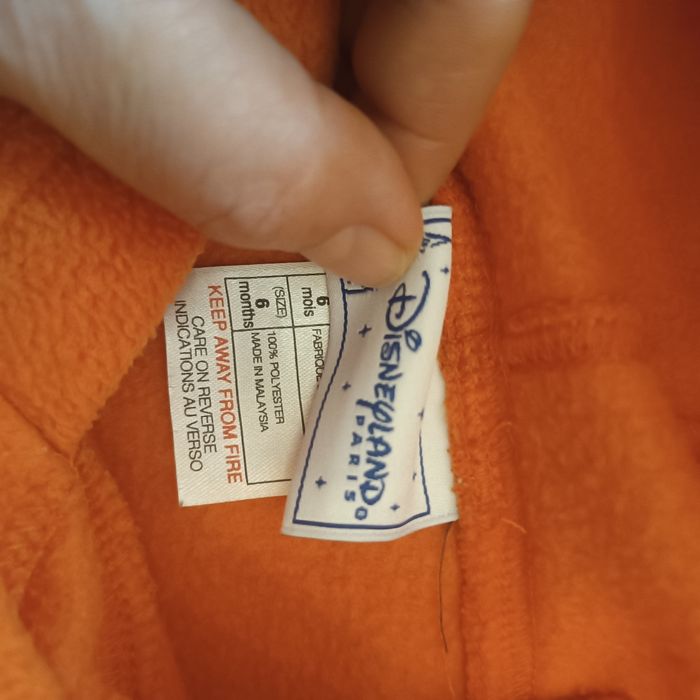 DISNEYLAND
PARIS®
6
mois
(SIZE)
6
months
100% POLYESTER
MADE IN MALAYSIA
KEEP AWAY FROM FIRE
CARE ON REVERSE
INDICATIONS AU VERSO